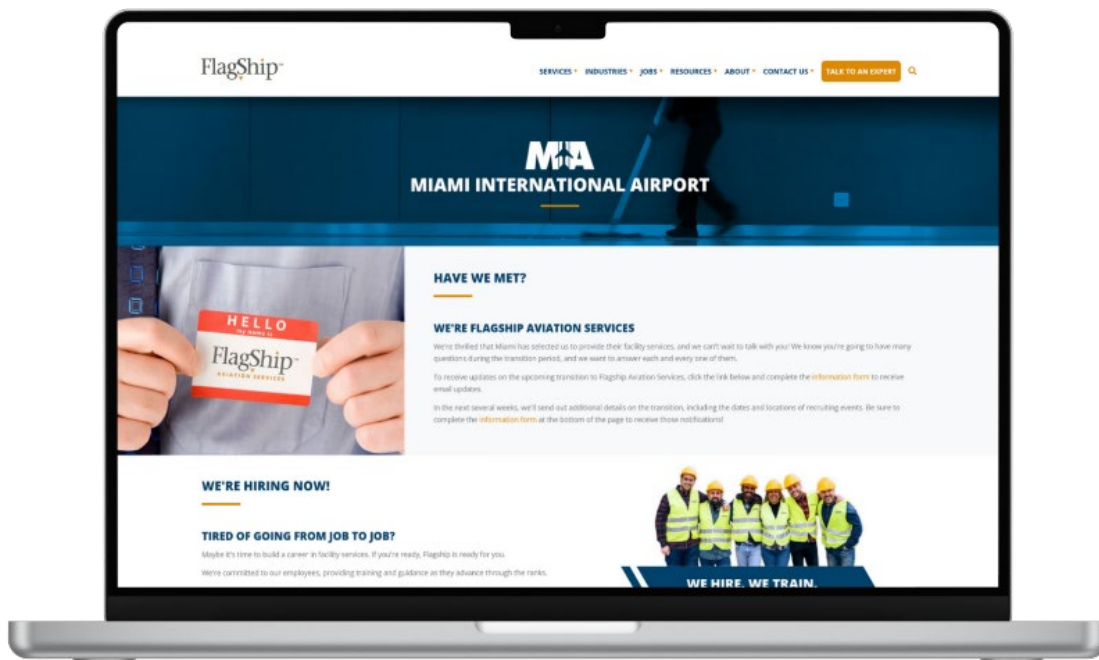 FlagShip™
SERVICES INDUSTRIES JOBS RESOURCES ABOUT CONTACT US TALK TO AN EXPERT
MIA
MIAMI INTERNATIONAL AIRPORT
HELLO
my name is
FlagShip™
AVIATION SERVICES
HAVE WE MET?
WE'RE FLAGSHIP AVIATION SERVICES
We're thrilled that Miami has selected us to provide their facility services, and we can't wait to talk with you! We know you're going to have many
questions during the transition period, and we want to answer each and every one of them.
To receive updates on the upcoming transition to Flagship Aviation Services, click the link below and complete the information form to receive
email updates.
In the next several weeks, we'll send out additional details on the transition, including the dates and locations of recruiting events. Be sure to
complete the information form at the bottom of the page to receive those notifications!
WE'RE HIRING NOW!
TIRED OF GOING FROM JOB TO JOB?
Maybe it's time to build a career in facility services. If you're ready, Flagship is ready for you.
We're committed to our employees, providing training and guidance as they advance through the ranks.
WE HIRE. WE TRAIN.